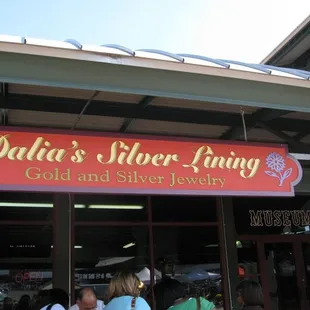 Dalia's Silver Lining
Gold and Silver Jewelry
MUSEUM